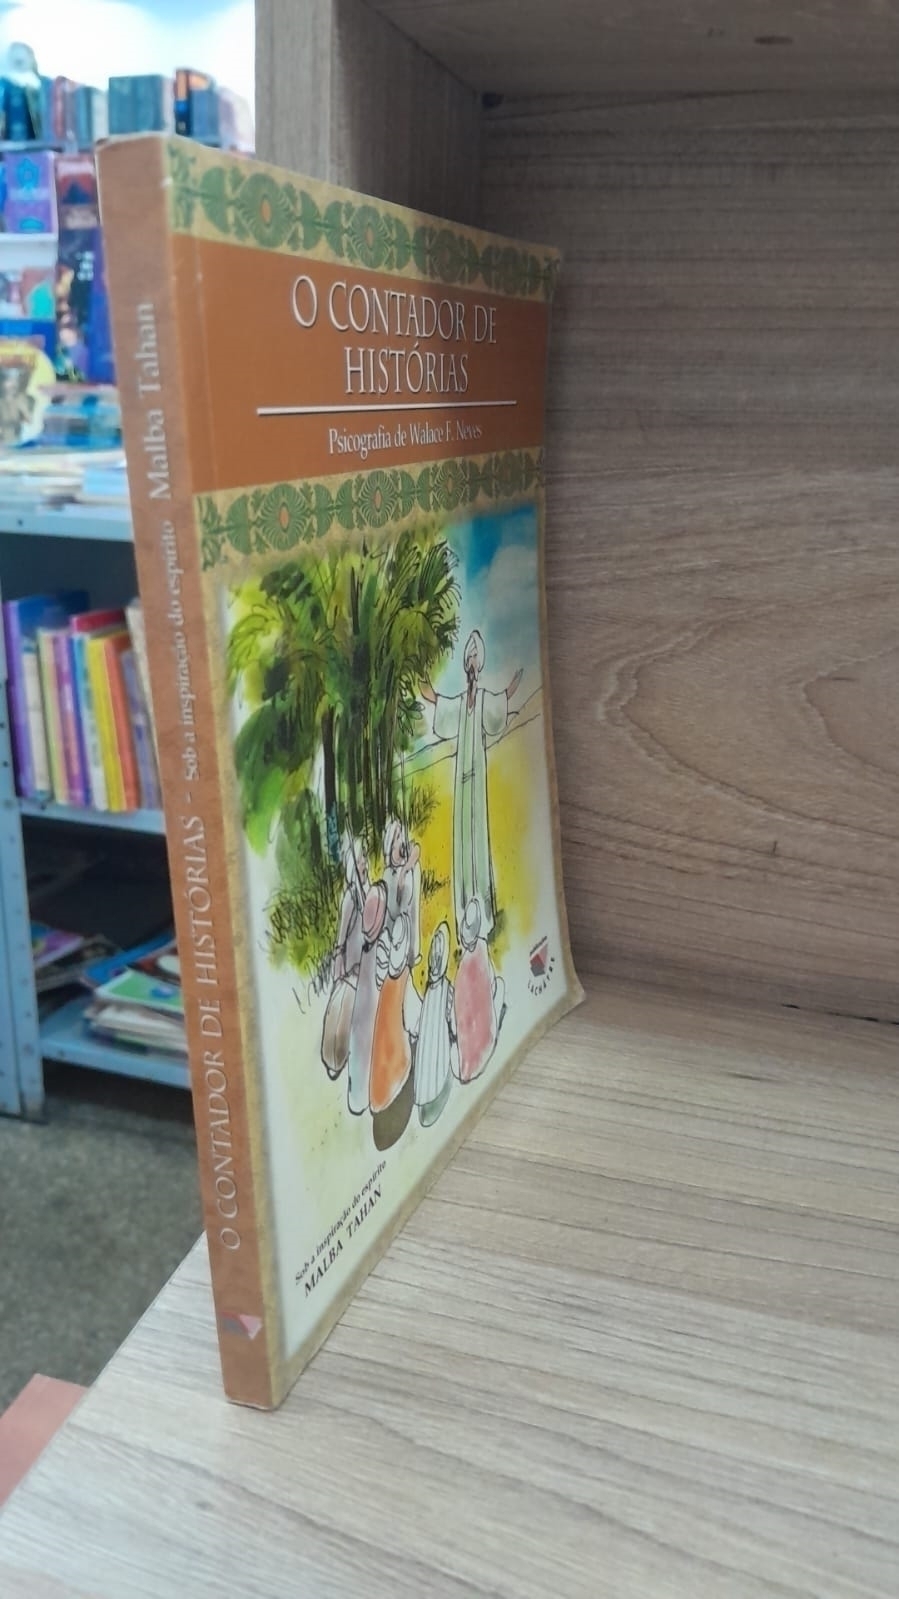 O CONTADOR DE
HISTÓRIAS
Psicografia de Walace F. Neves
Sob a inspiração do espírito
MALBA TAHAN
LACHÂTRE
O CONTADOR DE HISTÓRIAS - Sob a inspiração do espírito Malba Tahan